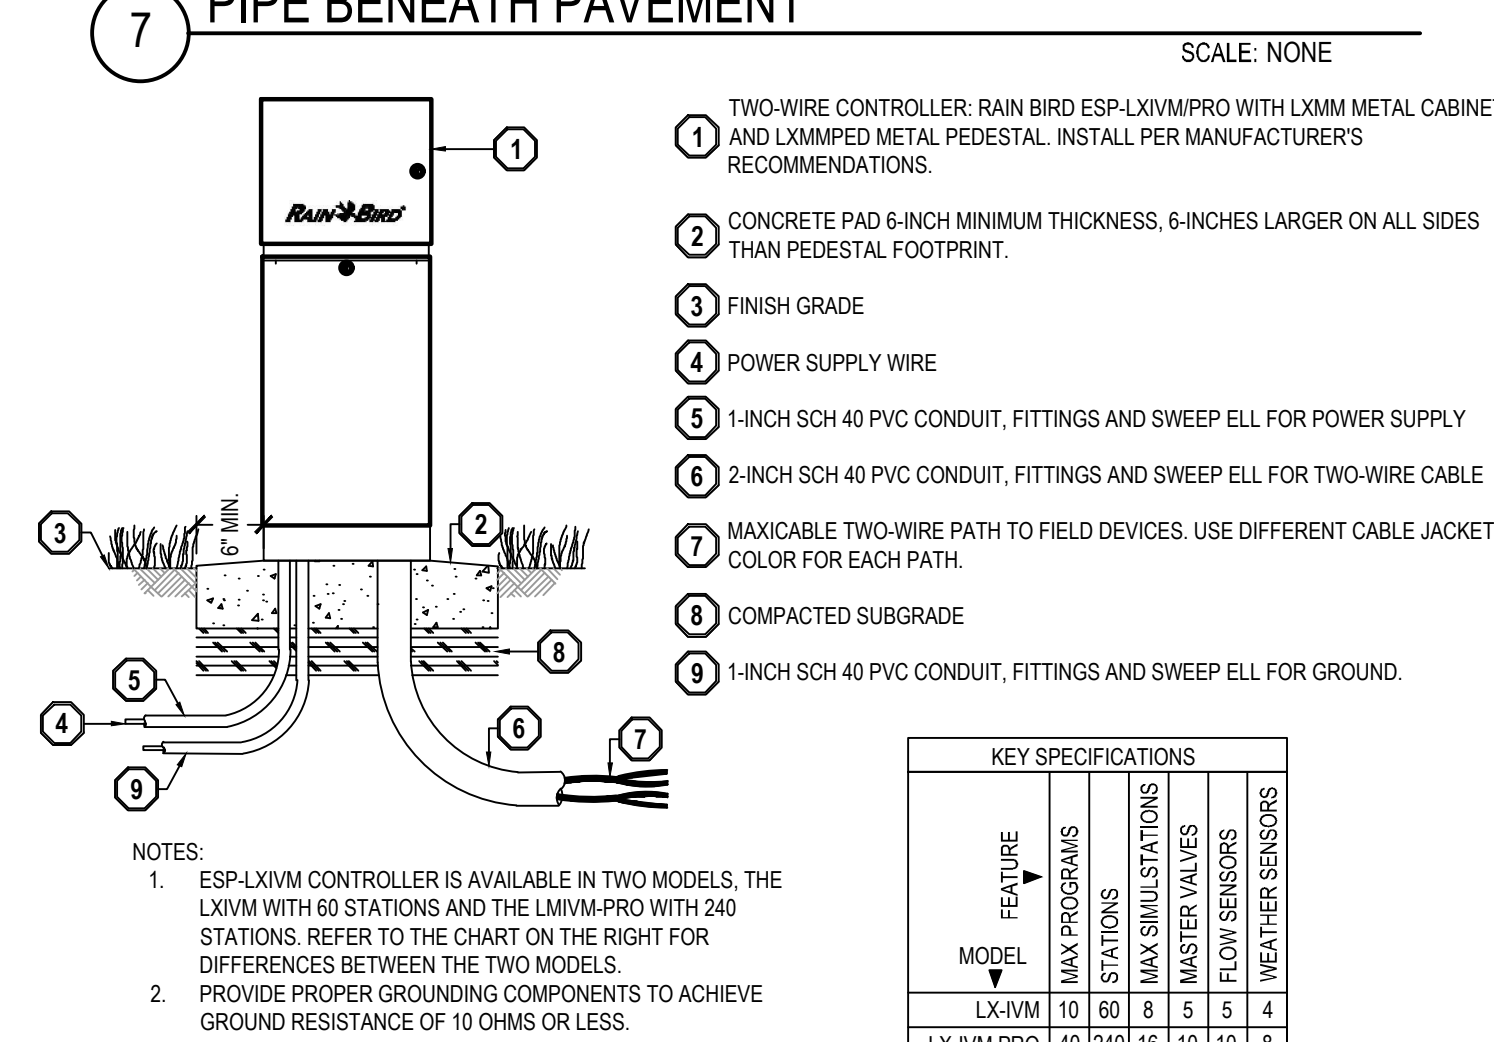 7 PIPE BENEATH PAVEMENT
SCALE: NONE
1 TWO-WIRE CONTROLLER: RAIN BIRD ESP-LXIVM/PRO WITH LXMM METAL CABINET
AND LXMMPED METAL PEDESTAL. INSTALL PER MANUFACTURER'S
RECOMMENDATIONS.
2 CONCRETE PAD 6-INCH MINIMUM THICKNESS, 6-INCHES LARGER ON ALL SIDES
THAN PEDESTAL FOOTPRINT.
3 FINISH GRADE
4 POWER SUPPLY WIRE
5 1-INCH SCH 40 PVC CONDUIT, FITTINGS AND SWEEP ELL FOR POWER SUPPLY
6 2-INCH SCH 40 PVC CONDUIT, FITTINGS AND SWEEP ELL FOR TWO-WIRE CABLE
7 MAXICABLE TWO-WIRE PATH TO FIELD DEVICES. USE DIFFERENT CABLE JACKET
COLOR FOR EACH PATH.
8 COMPACTED SUBGRADE
9 1-INCH SCH 40 PVC CONDUIT, FITTINGS AND SWEEP ELL FOR GROUND.
1
RAIN BIRD
6" MIN.
3
2
8
5
4
6
7
9
NOTES:
1. ESP-LXIVM CONTROLLER IS AVAILABLE IN TWO MODELS, THE
LXIVM WITH 60 STATIONS AND THE LMIVM-PRO WITH 240
STATIONS. REFER TO THE CHART ON THE RIGHT FOR
DIFFERENCES BETWEEN THE TWO MODELS.
2. PROVIDE PROPER GROUNDING COMPONENTS TO ACHIEVE
GROUND RESISTANCE OF 10 OHMS OR LESS.
KEY SPECIFICATIONS
FEATURE
MODEL
MAX PROGRAMS
STATIONS
MAX SIMULSTATIONS
MASTER VALVES
FLOW SENSORS
WEATHER SENSORS
LX-IVM 10 60 8 5 5 4
LX-IVM PRO 40 240 16 10 10 8